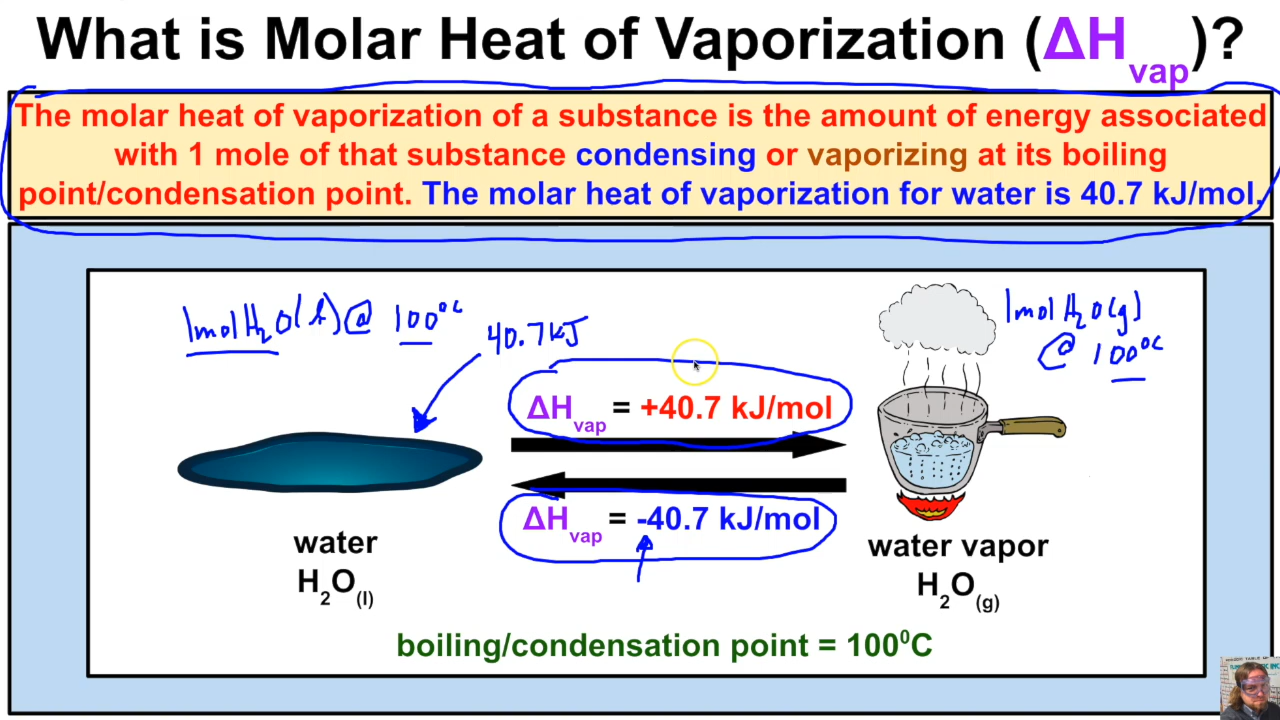 What is Molar Heat of Vaporization (ΔHvap)?
The molar heat of vaporization of a substance is the amount of energy associated
with 1 mole of that substance condensing or vaporizing at its boiling
point/condensation point. The molar heat of vaporization for water is 40.7 kJ/mol.
1mol H2O(l) @ 100°C
40.7kJ
1mol H2O(g)
@ 100°C
ΔHvap = +40.7 kJ/mol
ΔHvap = -40.7 kJ/mol
water
H2O(l)
water vapor
H2O(g)
boiling/condensation point = 100⁰C